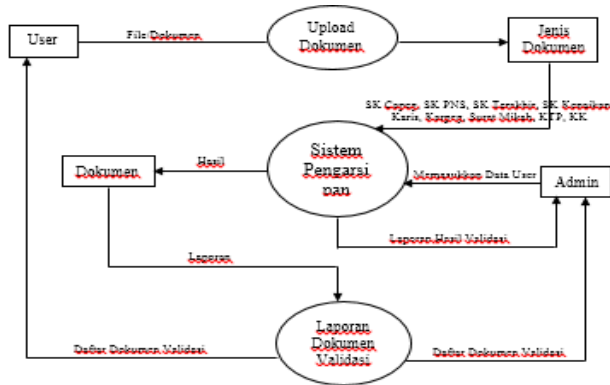 User
File/Dokumen
Upload
Dokumen
Jenis
Dokumen
SK Capeg, SK PNS, SK Terakhir, SK Kenaikan
Karis, Karpeg, Surat Nikah, KTP, KK
Sistem
Pengarsi
pan
Hasil
Dokumen
Memasukkan Data User
Admin
Laporan Hasil Validasi
Laporan
Laporan
Dokumen
Validasi
Daftar Dokumen Validasi
Daftar Dokumen Validasi